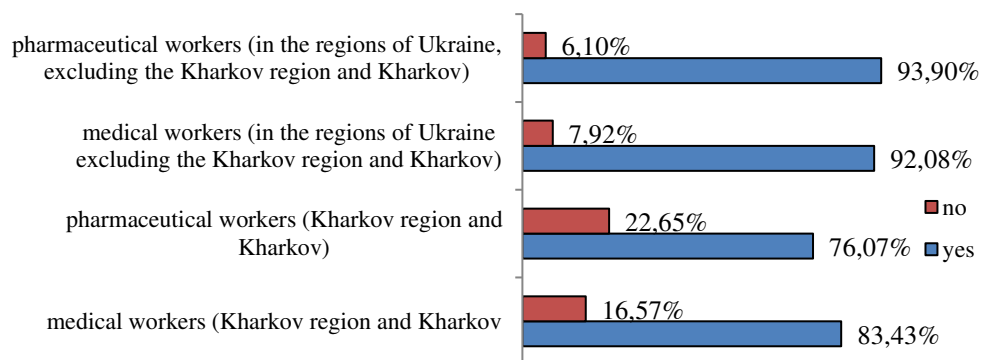 pharmaceutical workers (in the regions of Ukraine,
excluding the Kharkov region and Kharkov)
6,10%
93,90%
medical workers (in the regions of Ukraine
excluding the Kharkov region and Kharkov)
7,92%
92,08%
pharmaceutical workers (Kharkov region and
Kharkov)
22,65%
76,07%
medical workers (Kharkov region and Kharkov
16,57%
83,43%
no
yes